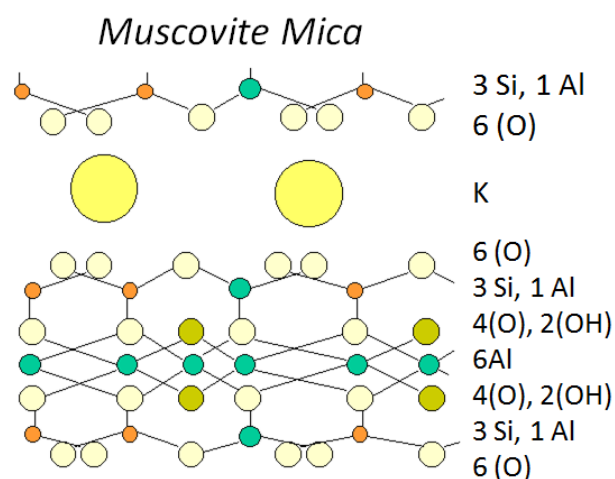 Muscovite Mica
3 Si, 1 Al
6 (O)
K
6 (O)
3 Si, 1 Al
4(O), 2(OH)
6Al
4(O), 2(OH)
3 Si, 1 Al
6 (O)